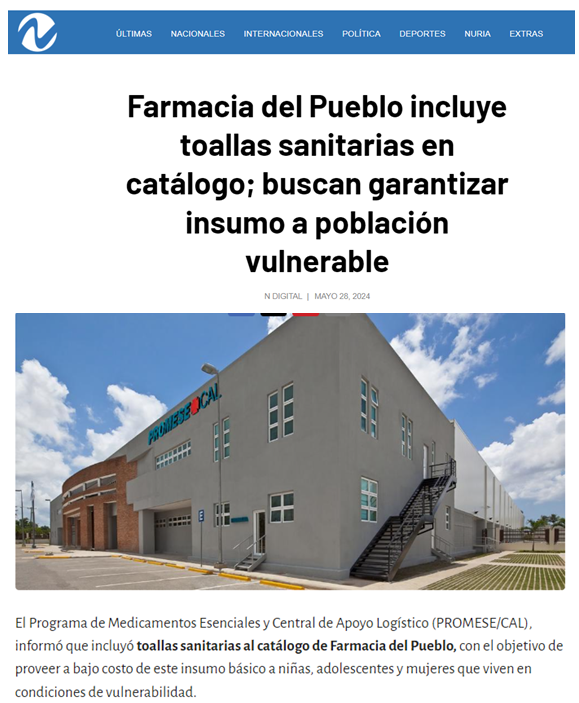 ÚLTIMAS NACIONALES INTERNACIONALES POLÍTICA DEPORTES NURIA EXTRAS
Farmacia del Pueblo incluye
toallas sanitarias en
catálogo; buscan garantizar
insumo a población
vulnerable
N DIGITAL | MAYO 28, 2024
PROMESE CAL
El Programa de Medicamentos Esenciales y Central de Apoyo Logístico (PROMESE/CAL),
informó que incluyó toallas sanitarias al catálogo de Farmacia del Pueblo, con el objetivo de
proveer a bajo costo de este insumo básico a niñas, adolescentes y mujeres que viven en
condiciones de vulnerabilidad.